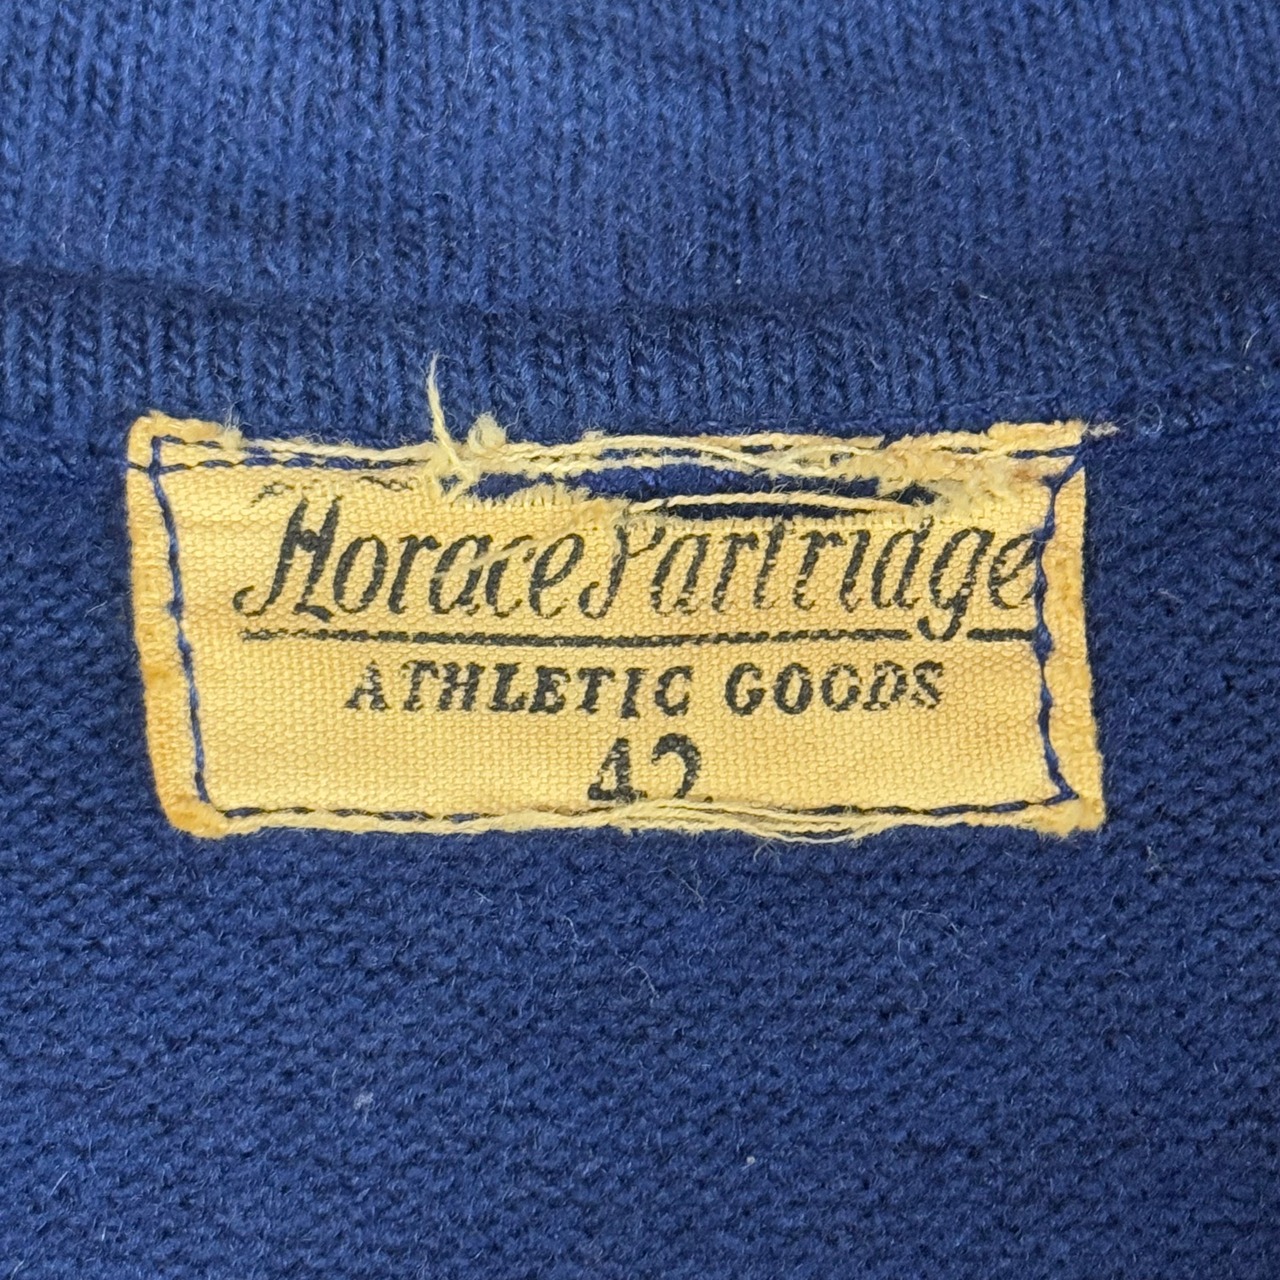 Horace Partridge
ATHLETIC GOODS
42